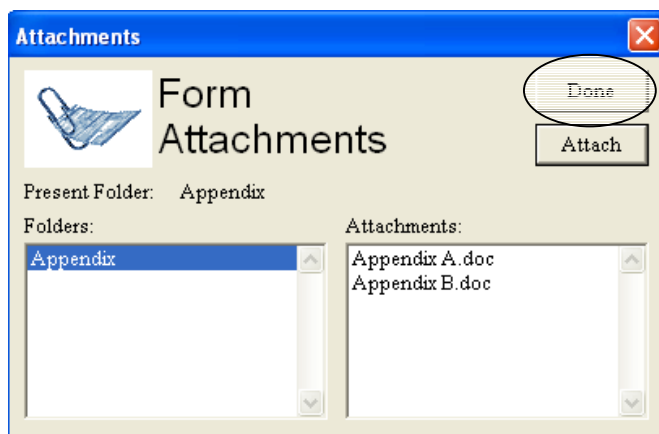 Attachments
Form
Attachments
Done
Attach
Present Folder: Appendix
Folders:
Attachments:
Appendix
Appendix A.doc
Appendix B.doc